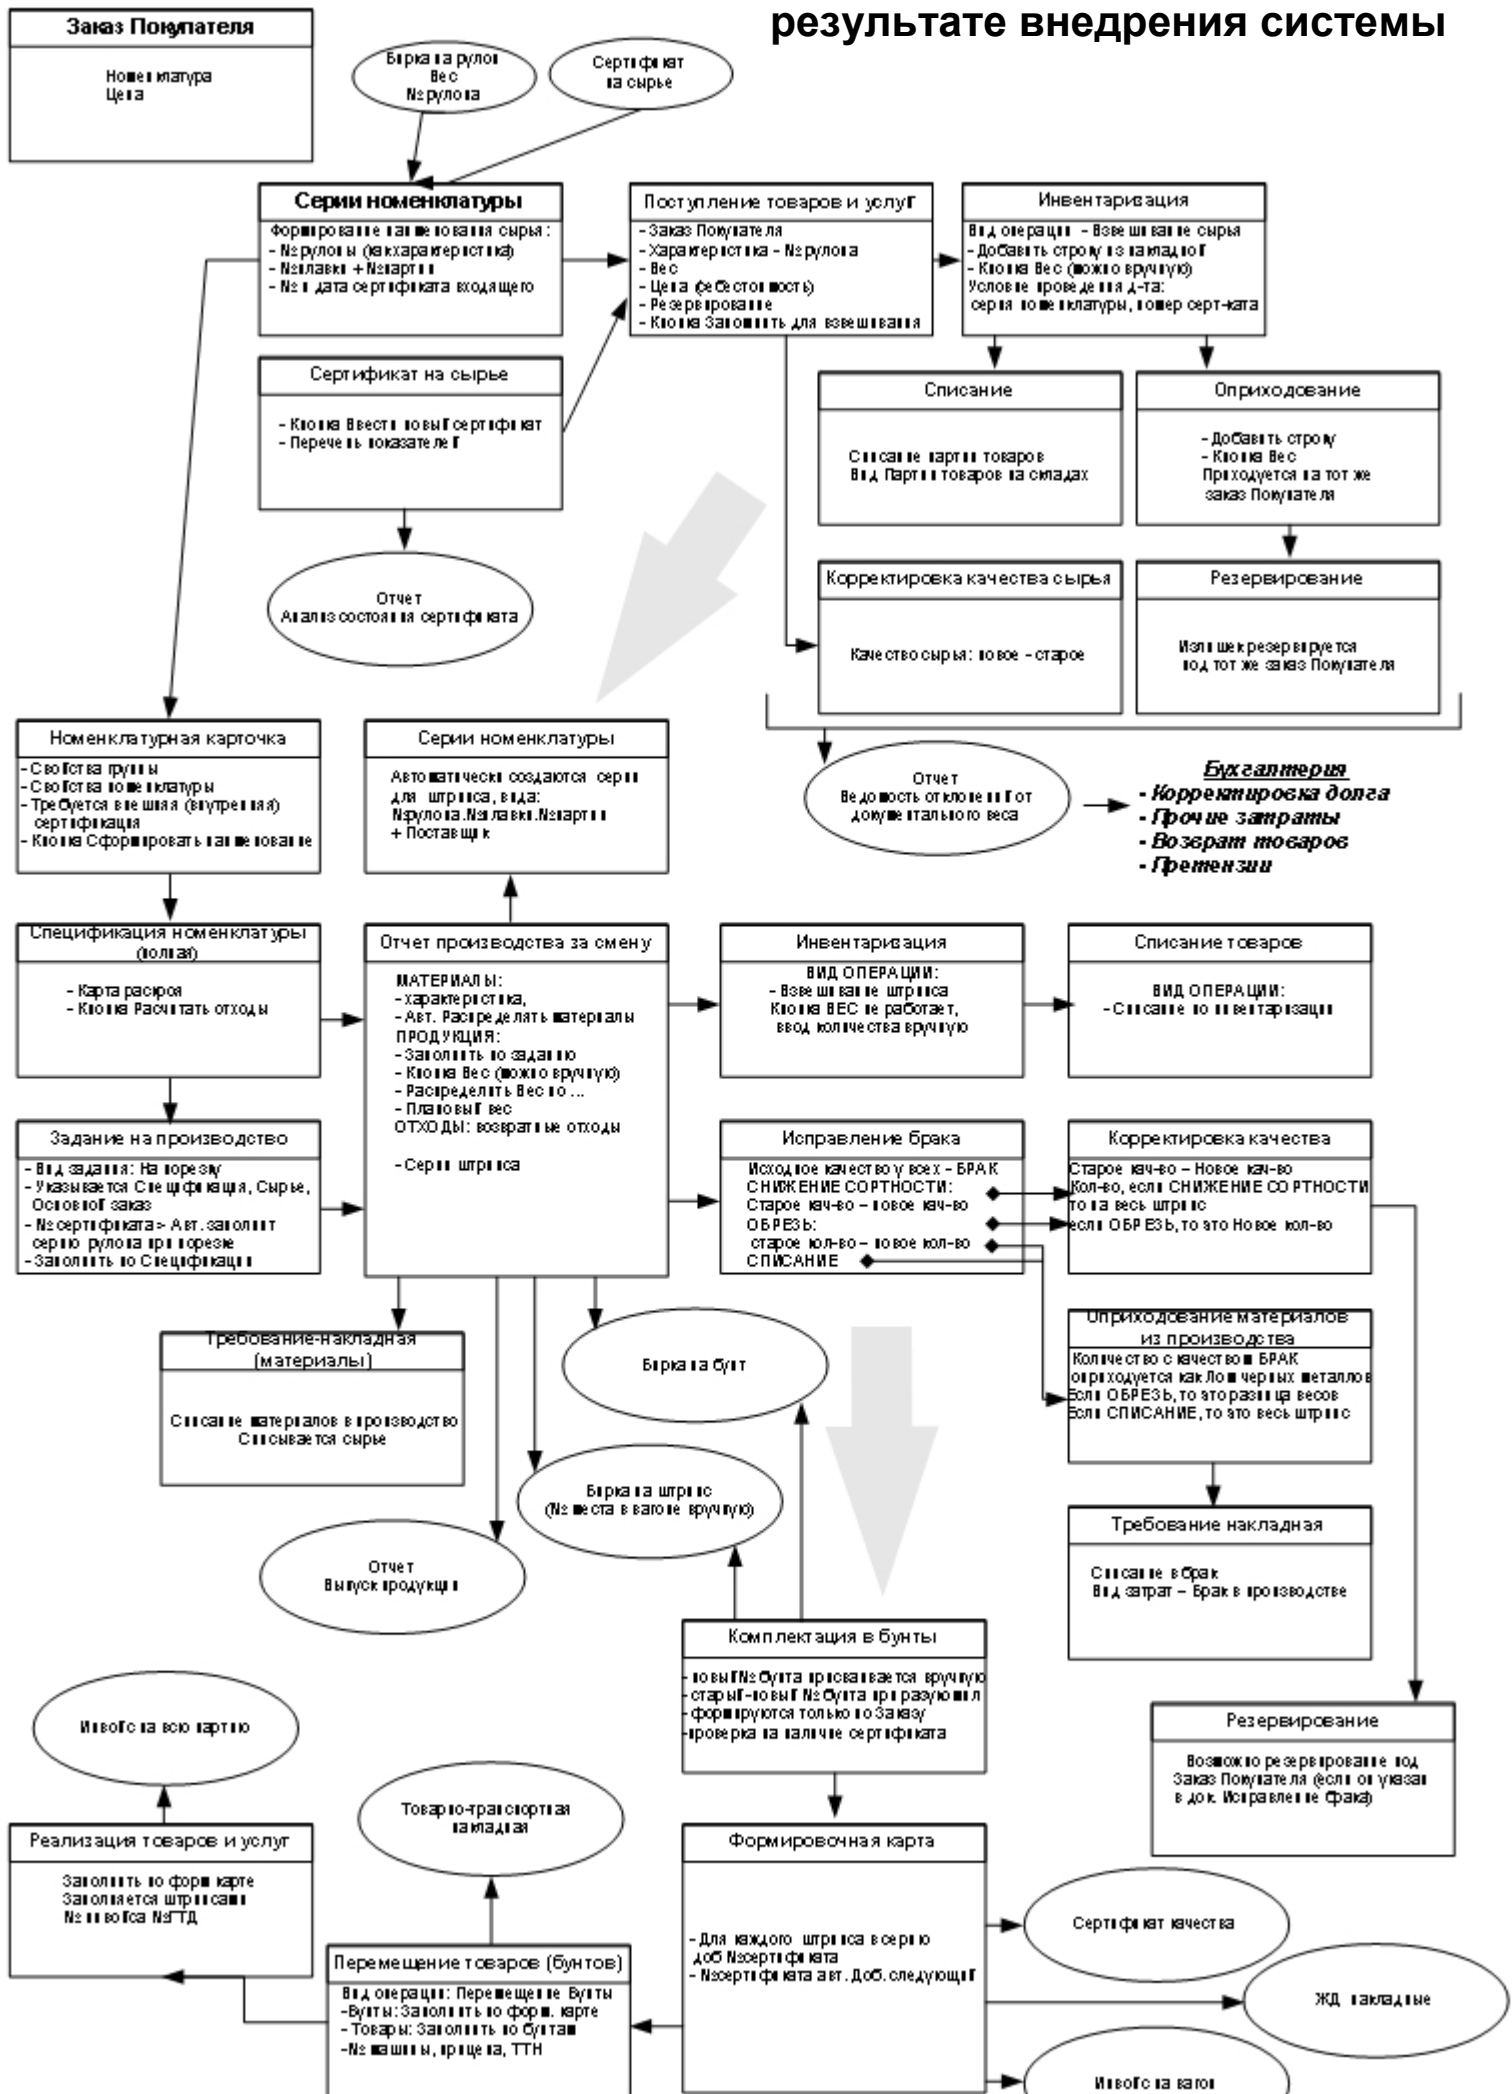 результате внедрения системы
Заказ Покупателя
Номенклатура
Цена
Бирка на рулон
Вес
№ рулона
Сертификат
на сырье
Серии номенклатуры
Формирование наименования сырья:
- № рулоны (как характеристика)
- № плавки + № партии
- № и дата сертификата входящего
Поступление товаров и услуг
- Заказ Покупателя
- Характеристика - № рулона
- Вес
- Цена (себестоимость)
- Резервирование
- Кнопка Запомнить для взвешивания
Инвентаризация
Вид операции - Взвешивание сырья
- Добавить строку из накладной
- Кнопка Вес (можно вручную)
Условие проведения д-та:
серия номенклатуры, номер серт-ката
Сертификат на сырье
- Кнопка Ввести новый сертификат
- Перечень показателей
Списание
Списание партии товаров
Вид Партии товаров на складах
Оприходование
- Добавить строку
- Кнопка Вес
Приходуется на тот же
заказ Покупателя
Отчет
Анализ состояния сертификата
Корректировка качества сырья
Качество сырья: новое - старое
Резервирование
Излишек резервируется
под тот же заказ Покупателя
Номенклатурная карточка
- Свойства группы
- Свойства номенклатуры
- Требуется внешняя (внутренняя)
сертификация
- Кнопка Сформировать наименование
Серии номенклатуры
Автоматически создаются серии
для штрипса, вида:
№рулона.№плавки.№партии
+ Поставщик
Отчет
Ведомость отклонений от
документального веса
Бухгалтерия
- Корректировка долга
- Прочие затраты
- Возврат товаров
- Претензии
Спецификация номенклатуры
(полная)
- Карта раскроя
- Кнопка Расчитать отходы
Отчет производства за смену
МАТЕРИАЛЫ:
- характеристика,
- Авт. Распределять материалы
ПРОДУКЦИЯ:
- Заполнить по заданию
- Кнопка Вес (можно вручную)
- Распределить Вес по ...
- Плановый вес
ОТХОДЫ: возвратные отходы
- Серии штрипса
Инвентаризация
ВИД ОПЕРАЦИИ:
- Взвешивание штрипса
Кнопка ВЕС не работает,
ввод количества вручную
Списание товаров
ВИД ОПЕРАЦИИ:
- Списание по инвентаризации
Задание на производство
- Вид задания: На порезку
- Указывается Спецификация, Сырье,
Основной заказ
- № сертификата> Авт. заполнит
серию рулона при порезке
- Заполнить по Спецификации
Исправление брака
Исходное качество у всех - БРАК
СНИЖЕНИЕ СОРТНОСТИ:
Старое кач-во – новое кач-во
ОБРЕЗЬ:
старое кол-во – новое кол-во
СПИСАНИЕ
Корректировка качества
Старое кач-во – Новое кач-во
Кол-во, если СНИЖЕНИЕ СОРТНОСТИ
то на весь штрипс
если ОБРЕЗЬ, то это Новое кол-во
Требование-накладная
(материалы)
Списание материалов в производство
Списывается сырье
Бирка на бунт
Оприходование материалов
из производства
Количество с качеством БРАК
оприходуется как Лом черных металлов
Если ОБРЕЗЬ, то это разница весов
Если СПИСАНИЕ, то это весь штрипс
Бирка на штрипс
(№ места в вагоне вручную)
Отчет
Выпуск продукции
Требование накладная
Списание в брак
Вид затрат – Брак в производстве
Комплектация в бунты
- новый № бунта присваивается вручную
- старый-новый № бунта при разукомпл
- формируются только по Заказу
- проверка на наличие сертификата
Инвойс на всю партию
Резервирование
Возможно резервирование под
Заказ Покупателя (если он указан
в док. Исправление брака)
Товарно-транспортная
накладная
Реализация товаров и услуг
Заполнить по форм карте
Заполняется штрипсами
№ инвойса №ГТД
Формировочная карта
- Для каждого штрипса в серию
доб №сертификата
- №сертификата авт. Доб. следующий
Сертификат качества
Перемещение товаров (бунтов)
Вид операции: Перемещение Бунты
-Бунты: Заполнить по форм. карте
- Товары: Заполнить по бунтам
-№ машины, прицепа, ТТН
ЖД накладные
Инвойс на вагон